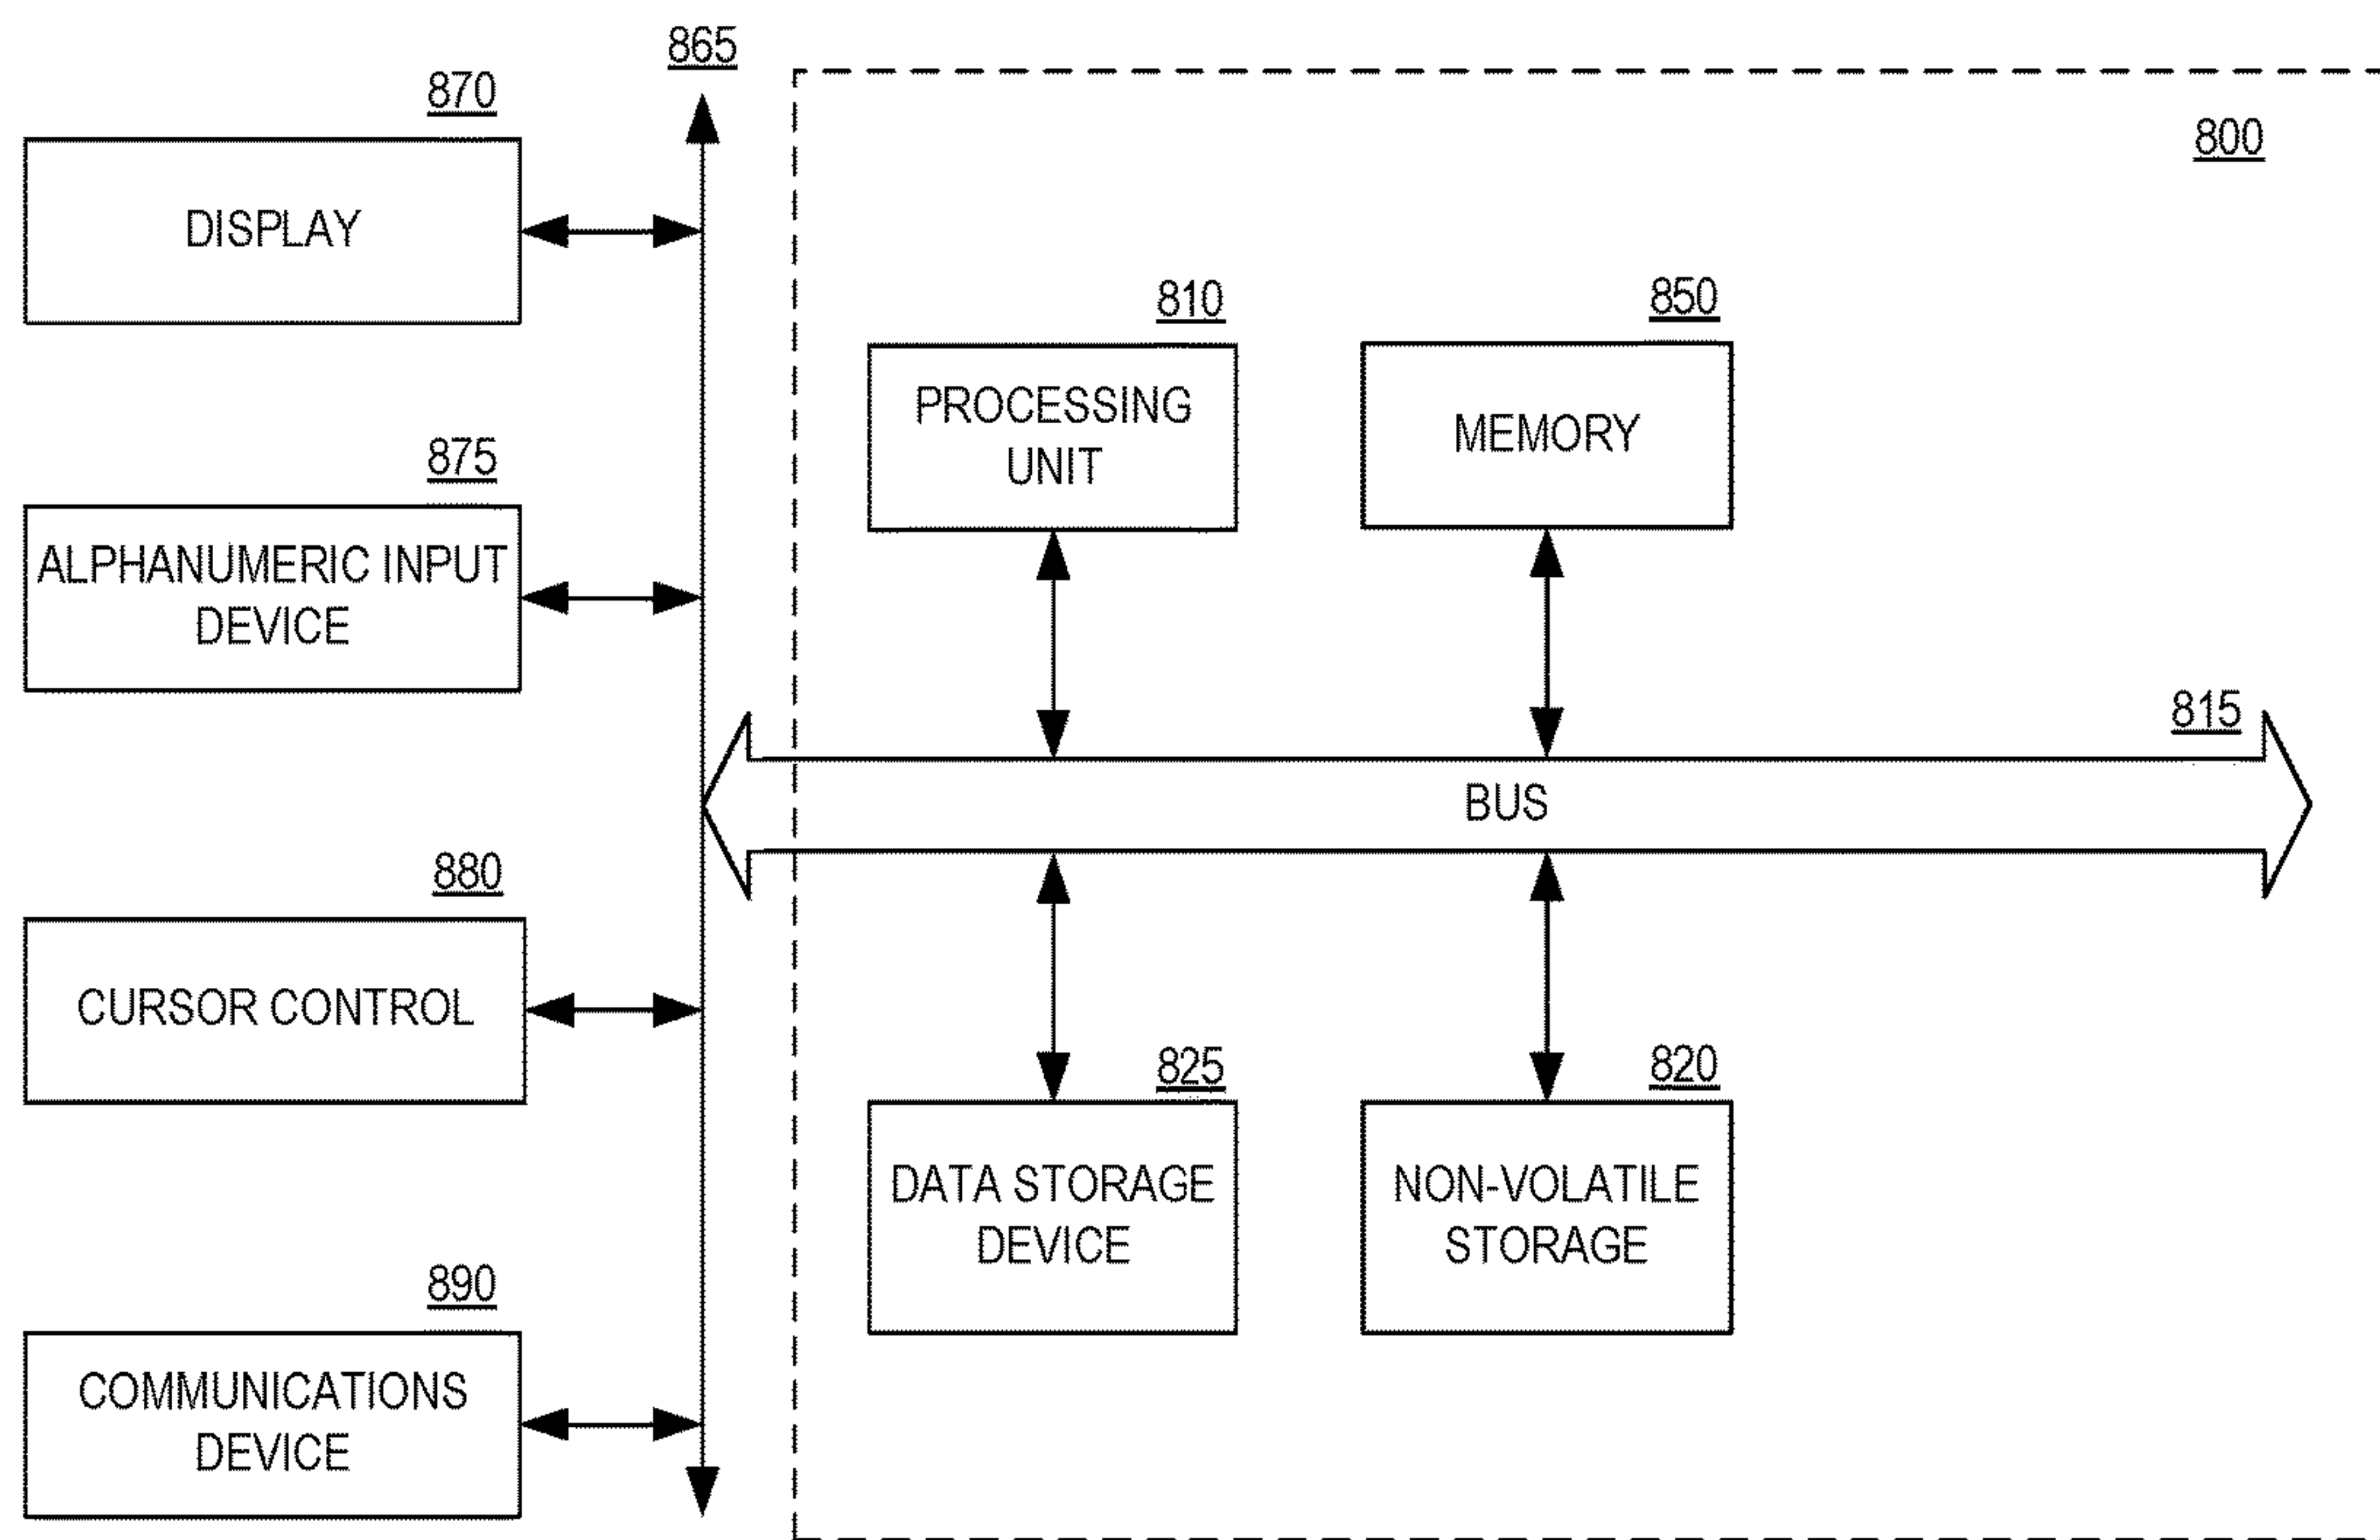 865
870
800
DISPLAY
810
850
PROCESSING
UNIT
MEMORY
875
ALPHANUMERIC INPUT
DEVICE
815
BUS
880
CURSOR CONTROL
825
820
DATA STORAGE
DEVICE
NON-VOLATILE
STORAGE
890
COMMUNICATIONS
DEVICE